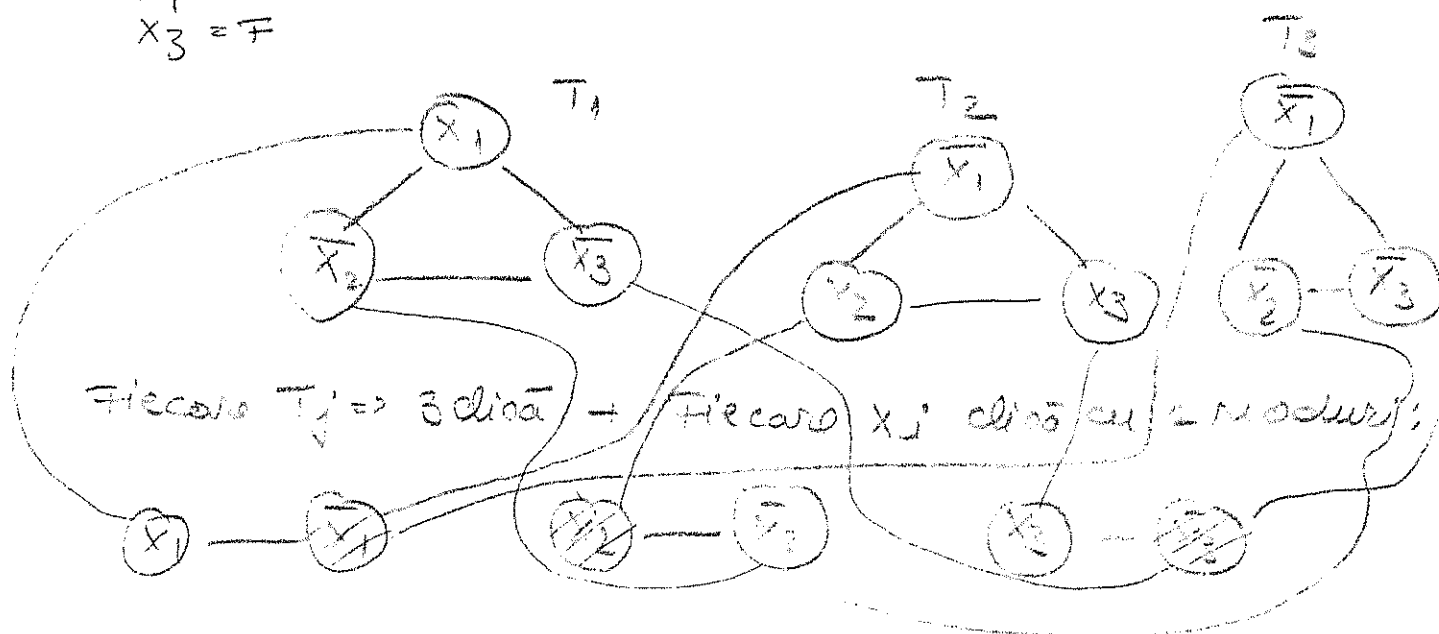 x₃ = F
T₁ T₂ T₃
x₁ x̄₁ x̄₁
x̄₂ x̄₃ x₂ x₃ x̄₂ x̄₃
Fiecare Tj => 3 clică + Fiecare xj clică cu 2 noduri:
x₁ x̄₁ x₂ x̄₂ x₃ x̄₃